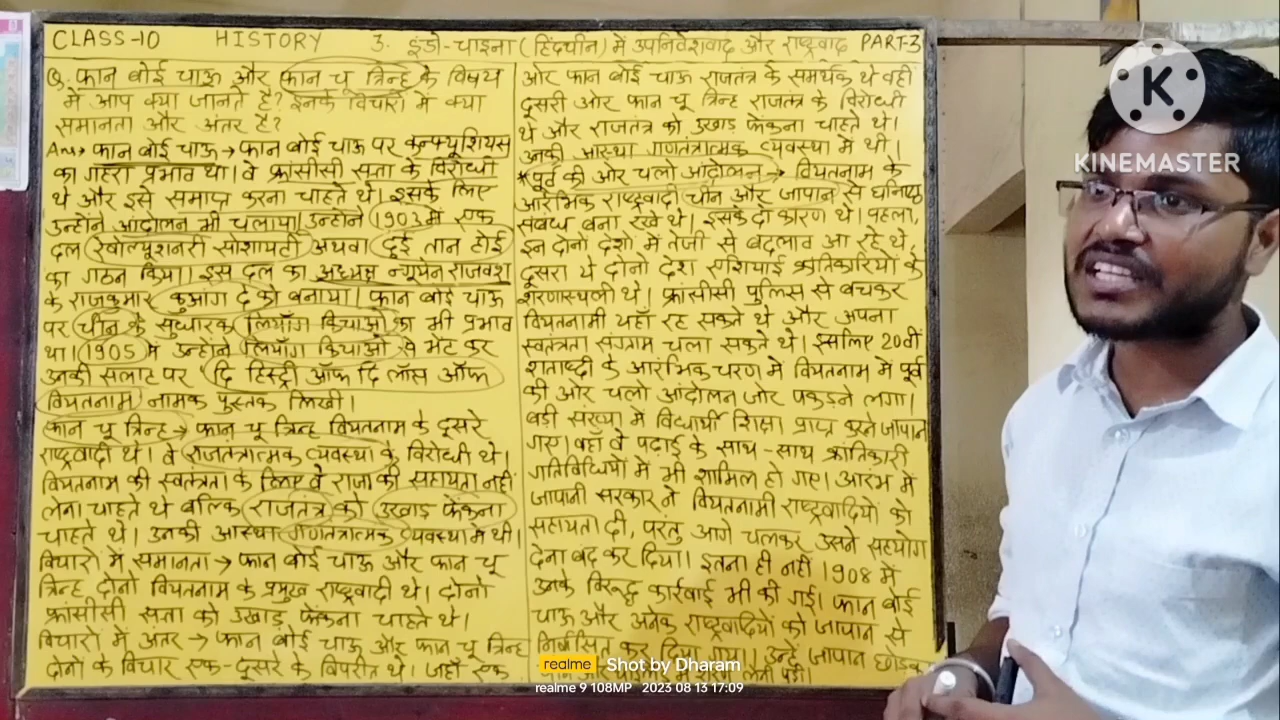 CLASS-10 HISTORY 3. इंडो-चाइना (हिंदचीन) में उपनिवेशवाद और राष्ट्रवाद PART-3
Q. फान बोई चाऊ और फान चू त्रिन्ह के विषय
में आप क्या जानते है? इनके विचारों में क्या
समानता और अंतर है?
Ans→ फान बोई चाऊ → फान बोई चाऊ पर कन्फ्यूशियस
का गहरा प्रभाव था। वे फ्रांसीसी सत्ता के विरोधी
थे और इसे समाप्त करना चाहते थे। इसके लिए
उन्होंने आंदोलन भी चलाया। उन्होंने 1903 में एक
दल रेवोल्यूशनरी सोशायटी अथवा दुई तान होई
का गठन किया। इस दल का अध्यक्ष न्यूयेन राजवंश
के राजकुमार कुआंग दे को बनाया। फान बोई चाऊ
पर चीन के सुधारक लियॉंग किचाओ का भी प्रभाव
था। 1905 में उन्होंने लियॉंग किचाओ से भेंट कर
उनकी सलाह पर 'दि हिस्ट्री ऑफ दि लॉस ऑफ
वियतनाम' नामक पुस्तक लिखी।
फान चू त्रिन्ह → फान चू त्रिन्ह वियतनाम के दूसरे
राष्ट्रवादी थे। वे राजतंत्रात्मक व्यवस्था के विरोधी थे।
वियतनाम की स्वतंत्रता के लिए वे राजा की सहायता नहीं
लेना चाहते थे बल्कि राजतंत्र को उखाड़ फेंकना
चाहते थे। उनकी आस्था गणतंत्रात्मक व्यवस्था में थी।
विचारों में समानता → फान बोई चाऊ और फान चू
त्रिन्ह दोनों वियतनाम के प्रमुख राष्ट्रवादी थे। दोनों
फ्रांसीसी सत्ता को उखाड़ फेंकना चाहते थे।
विचारों में अंतर → फान बोई चाऊ और फान चू त्रिन्ह
दोनों के विचार एक-दूसरे के विपरीत थे। जहाँ एक
ओर फान बोई चाऊ राजतंत्र के समर्थक थे वही
दूसरी ओर फान चू त्रिन्ह राजतंत्र के विरोधी
थे और राजतंत्र को उखाड़ फेंकना चाहते थे।
उनकी आस्था गणतंत्रात्मक व्यवस्था में थी।
*पूर्व की ओर चलो आंदोलन → वियतनाम के
आरंभिक राष्ट्रवादी चीन और जापान से घनिष्ठ
संबंध बना रखे थे। इसके दो कारण थे। पहला,
इन दोनों देशों में तेजी से बदलाव आ रहे थे,
दूसरा ये दोनों देश एशियाई क्रांतिकारियों के
शरणास्थली थे। फ्रांसीसी पुलिस से बचकर
वियतनामी यहाँ रह सकते थे और अपना
स्वतंत्रता संग्राम चला सकते थे। इसलिए 20वीं
शताब्दी के आरंभिक चरण में वियतनाम में पूर्व
की ओर चलो आंदोलन जोर पकड़ने लगा।
बड़ी संख्या में विद्यार्थी शिक्षा प्राप्त करने जापान
गए। वहाँ वे पढ़ाई के साथ-साथ क्रांतिकारी
गतिविधियों में भी शामिल हो गए। आरंभ में
जापानी सरकार ने वियतनामी राष्ट्रवादियों को
सहायता दी, परंतु आगे चलकर उसने सहयोग
देना बंद कर दिया। इतना ही नहीं 1908 में
उनके विरूद्ध कार्रवाई भी की गई। फान बोई
चाऊ और अनेक राष्ट्रवादियों को जापान से
निर्वासित कर दिया गया। उन्हें जापान छोड़कर
और थाईलैंड में शरण लेनी पड़ी।
K
KINEMASTER
realme Shot by Dharam
realme 9 108MP 2023 08 13 17:09